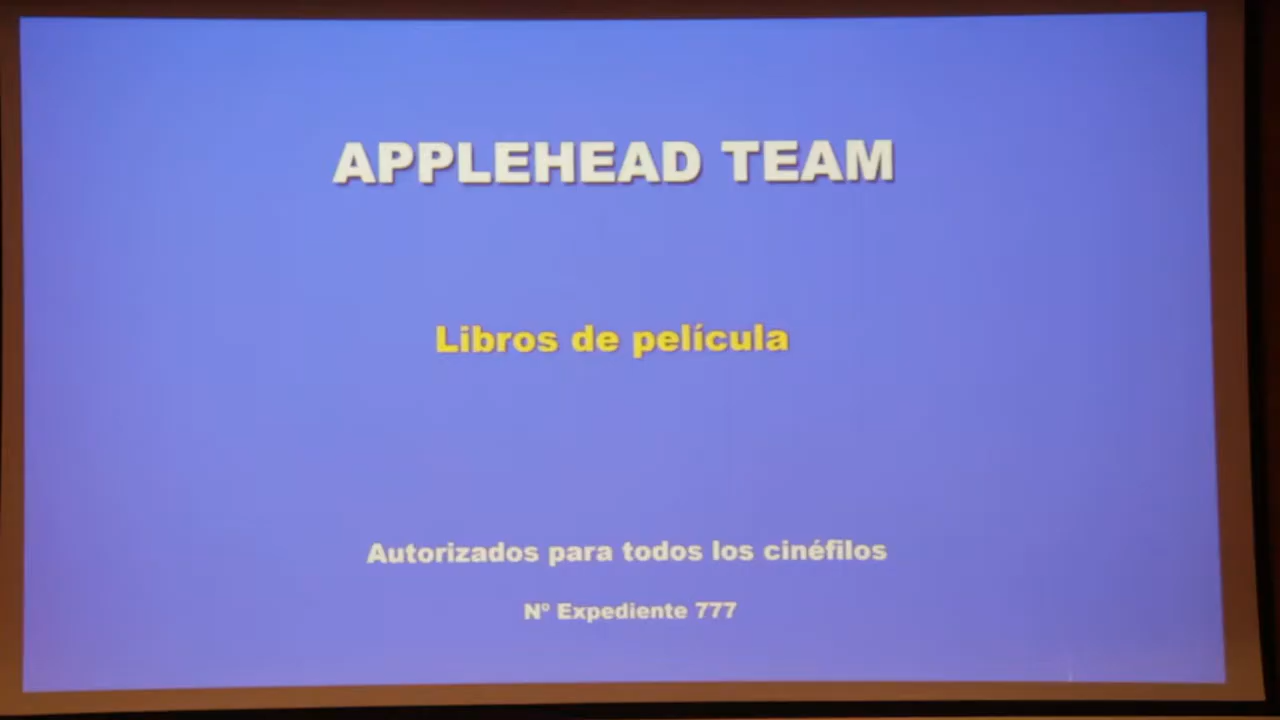 APPLEHEAD TEAM
Libros de película
Autorizados para todos los cinéfilos
Nº Expediente 777